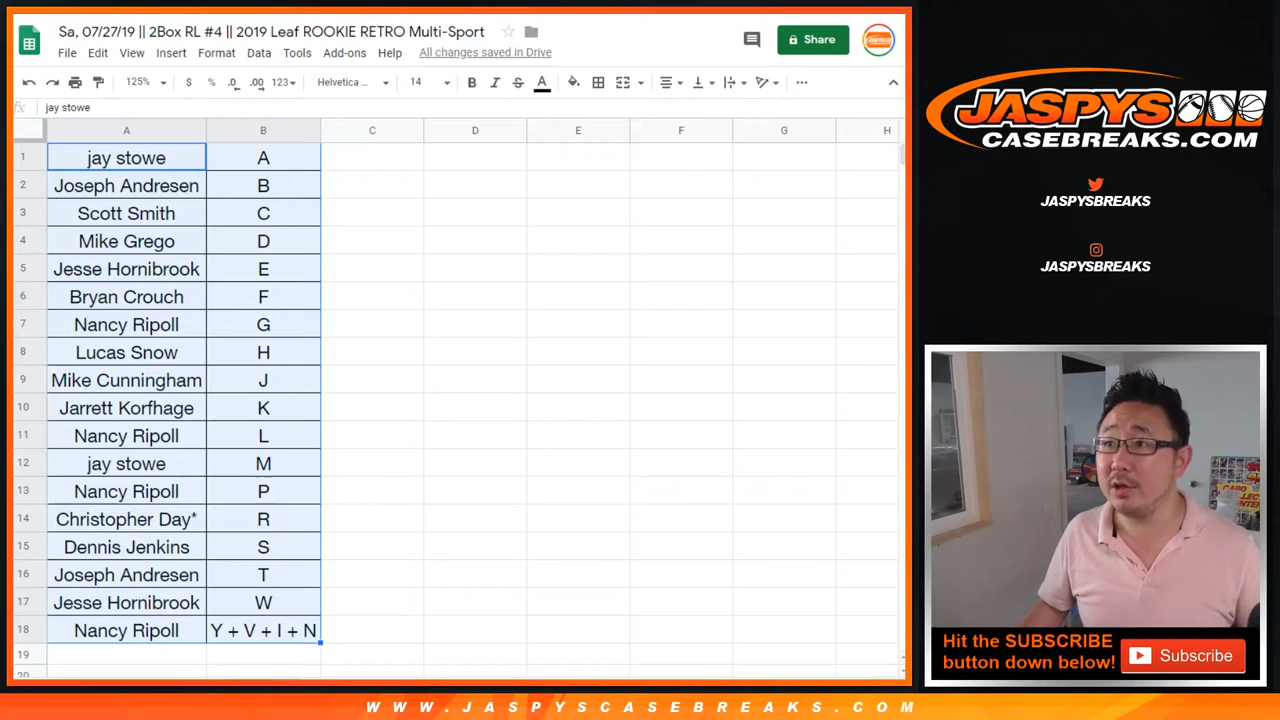 Sa, 07/27/19 || 2Box RL #4 || 2019 Leaf ROOKIE RETRO Multi-Sport
File Edit View Insert Format Data Tools Add-ons Help All changes saved in Drive
Share
125% $ % .0 .00 123 Helvetica ... 14 B I S A
fx jay stowe
A B C D E F G H
1 jay stowe A
2 Joseph Andresen B
3 Scott Smith C
4 Mike Grego D
5 Jesse Hornibrook E
6 Bryan Crouch F
7 Nancy Ripoll G
8 Lucas Snow H
9 Mike Cunningham J
10 Jarrett Korfhage K
11 Nancy Ripoll L
12 jay stowe M
13 Nancy Ripoll P
14 Christopher Day* R
15 Dennis Jenkins S
16 Joseph Andresen T
17 Jesse Hornibrook W
18 Nancy Ripoll Y + V + I + N
19
20
JASPYS
CASEBREAKS.COM
JASPYSBREAKS
JASPYSBREAKS
Hit the SUBSCRIBE
button down below!
Subscribe
WWW.JASPYSCASEBREAKS.COM